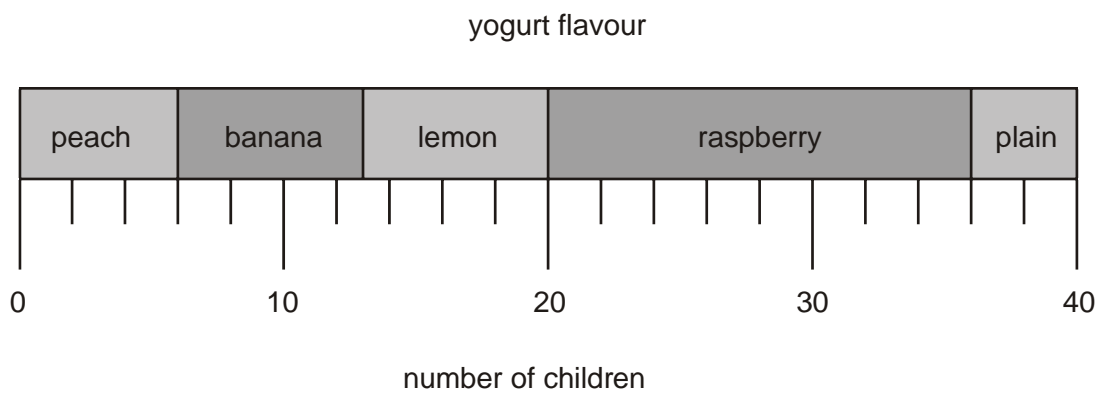 yogurt flavour
peach banana lemon raspberry plain
0 10 20 30 40
number of children